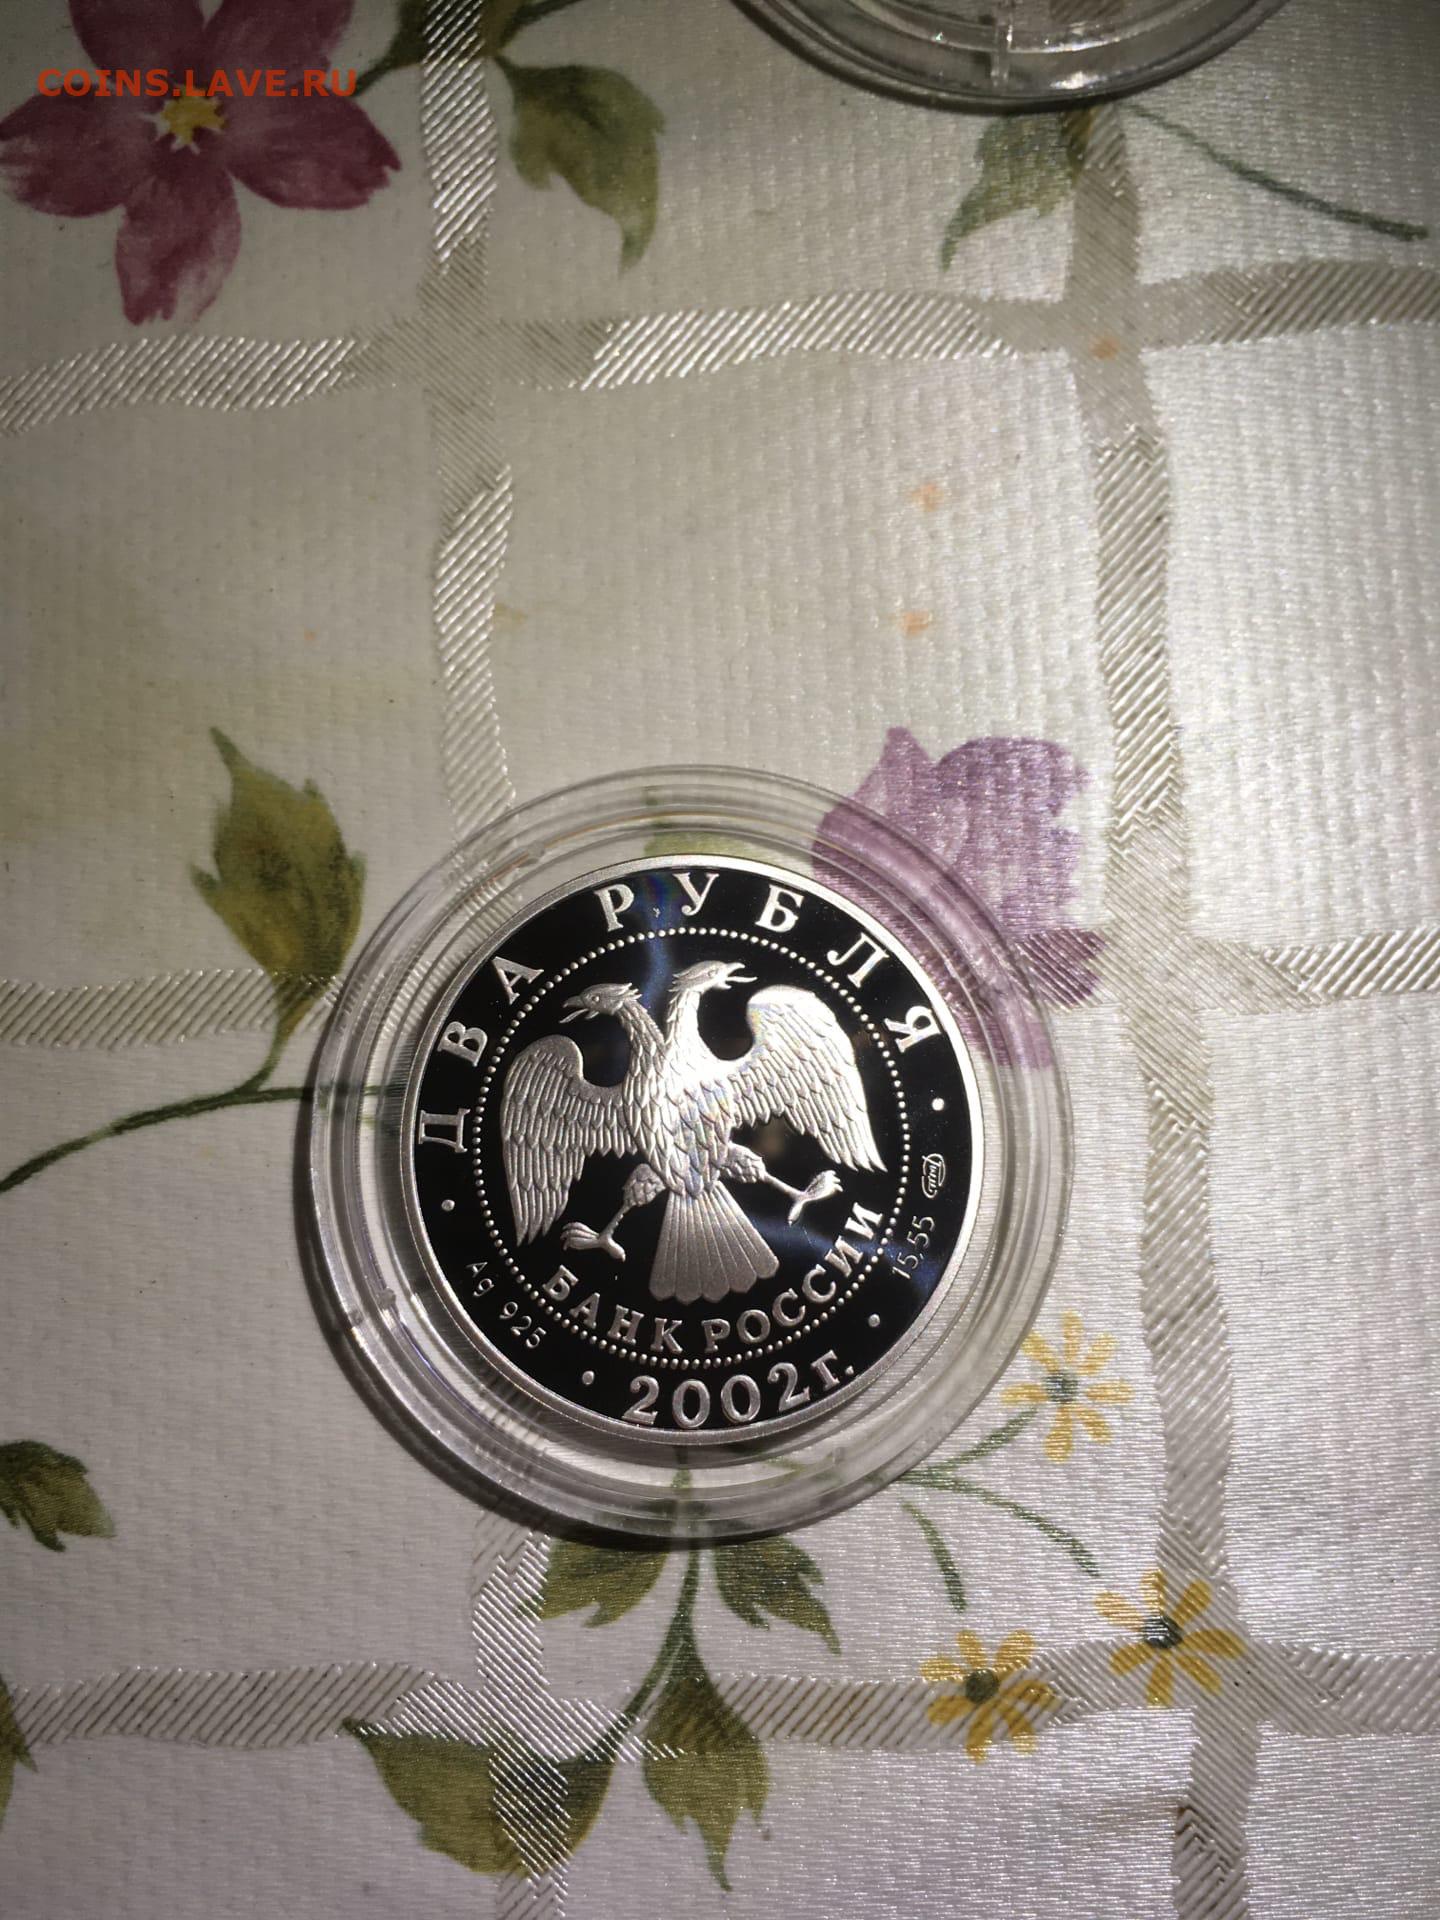 COINS.LAVE.RU
ДВА РУБЛЯ
БАНК РОССИИ
Ag 925
15,55
2002г.